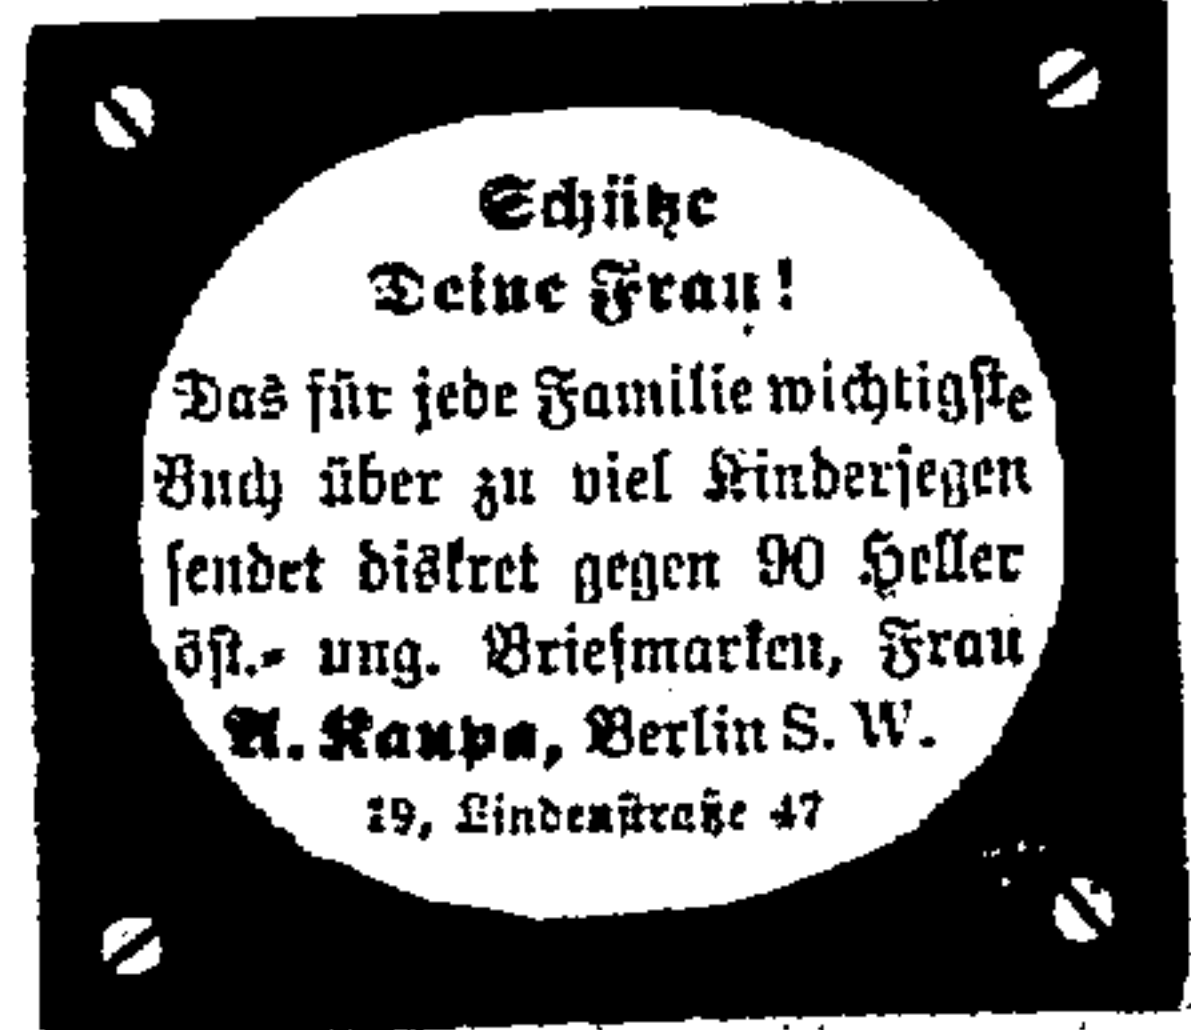 Schütze
Deine Frau!
Das für jede Familie wichtigste
Buch über zu viel Kindersegen
sendet diskret gegen 90 Heller
öst.- ung. Briefmarken, Frau
A. Kaupa, Berlin S. W.
19, Lindenstraße 47